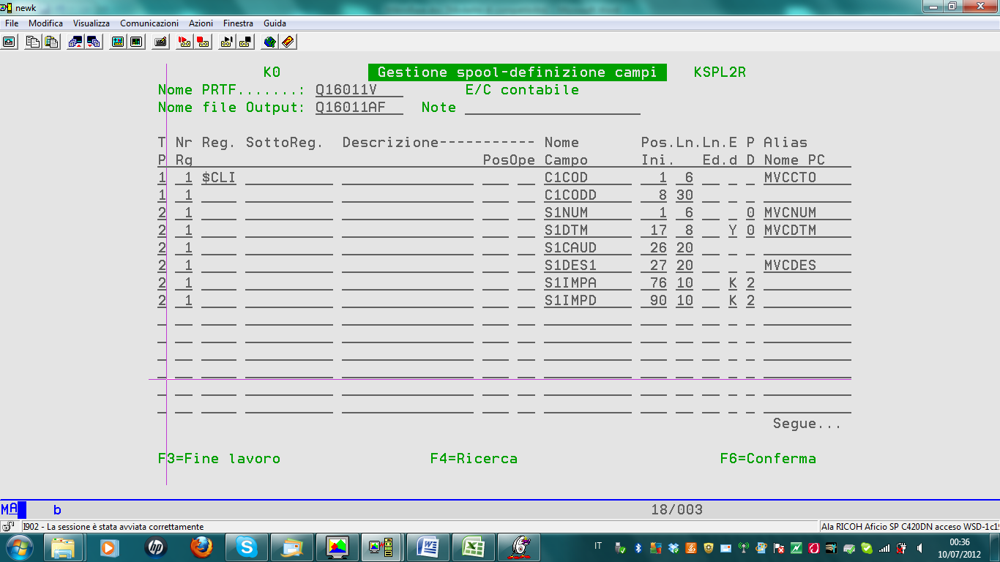 newk
File Modifica Visualizza Comunicazioni Azioni Finestra Guida
K0 Gestione spool-definizione campi KSPL2R
Nome PRTF.......: Q16011V E/C contabile
Nome file Output: Q16011AF Note
T Nr Reg. SottoReg. Descrizione----------- Nome Pos.Ln.Ln.E P Alias
P Rg PosOpe Campo Ini. Ed.d D Nome PC
1 1 $CLI C1COD 1 6 MVCCTO
1 1 C1CODD 8 30
2 1 S1NUM 1 6 0 MVCNUM
2 1 S1DTM 17 8 Y 0 MVCDTM
2 1 S1CAUD 26 20
2 1 S1DES1 27 20 MVCDES
2 1 S1IMPA 76 10 K 2
2 1 S1IMPD 90 10 K 2
Segue...
F3=Fine lavoro F4=Ricerca F6=Conferma
MA b 18/003
I902 - La sessione è stata avviata correttamente Ala RICOH Aficio SP C420DN acceso WSD-1c19
IT 00:36
10/07/2012